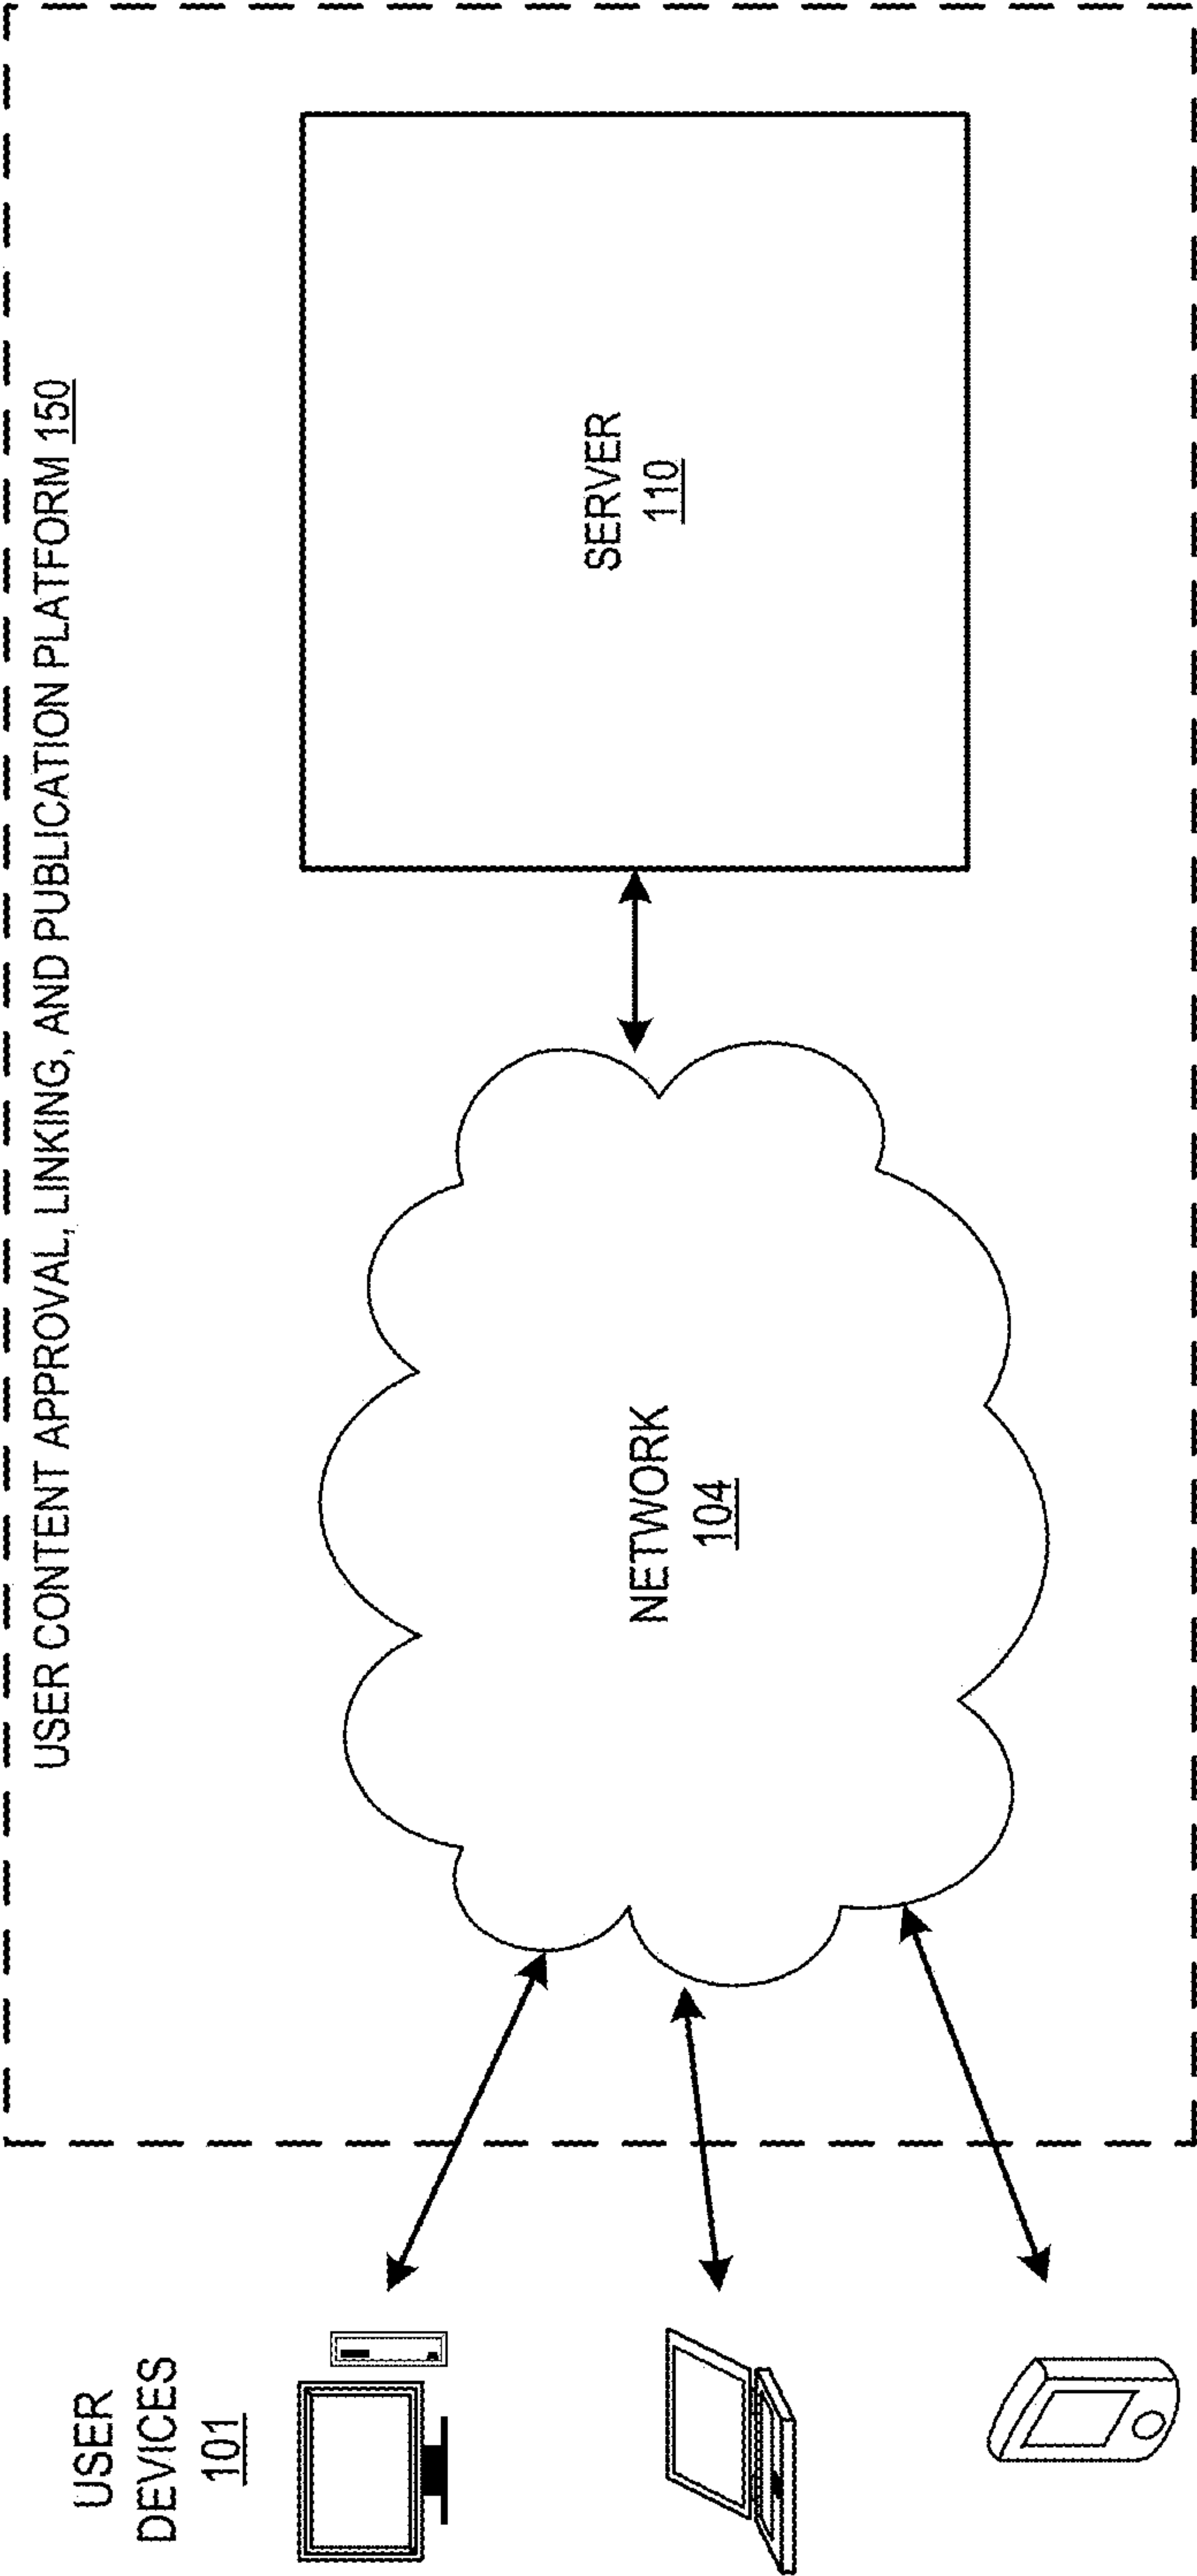 USER CONTENT APPROVAL, LINKING, AND PUBLICATION PLATFORM 150
USER
DEVICES
101
NETWORK
104
SERVER
110